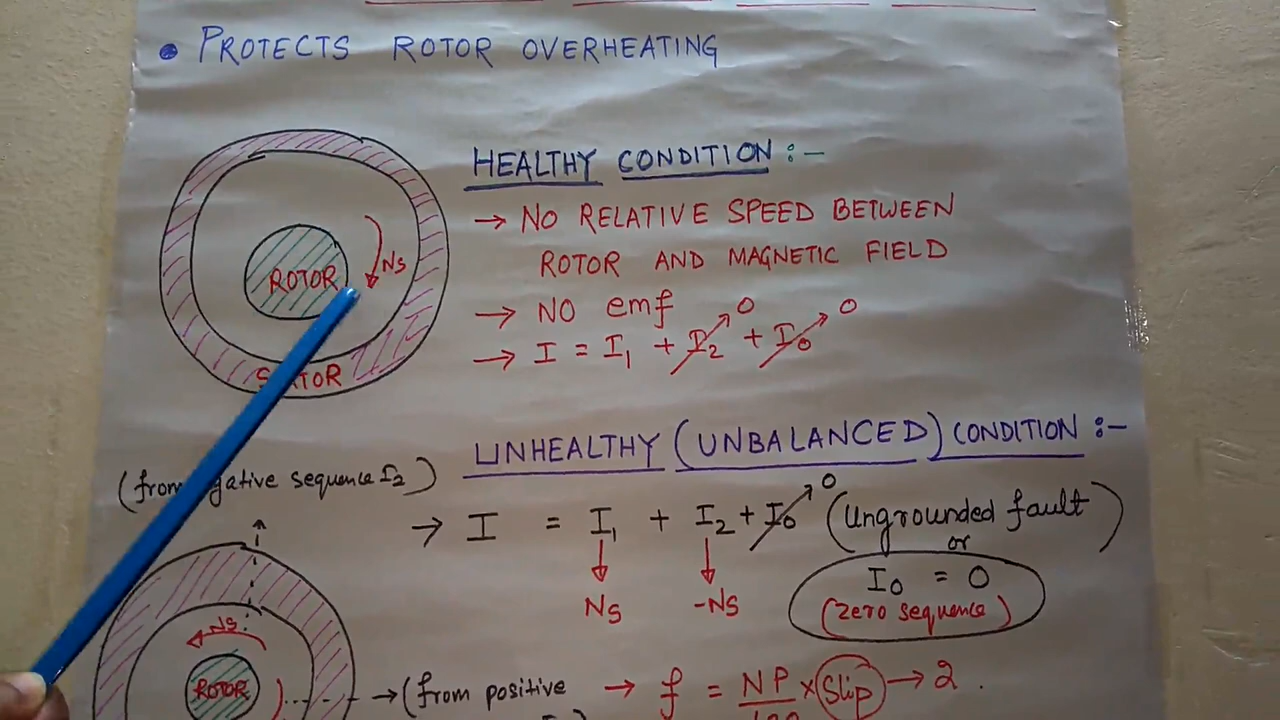 • PROTECTS ROTOR OVERHEATING
HEALTHY CONDITION :-
→ NO RELATIVE SPEED BETWEEN
ROTOR AND MAGNETIC FIELD
→ NO emf
→ I = I₁ + I₂ ↗ 0 + I₀ ↗ 0
ROTOR
Ns
STATOR
UNHEALTHY (UNBALANCED) CONDITION :-
(from negative sequence I₂)
→ I = I₁ + I₂ + I₀ ↗ 0 (Ungrounded fault)
or
I₀ = 0
(zero sequence)
Ns
-Ns
Ns
ROTOR
→ (from positive
→ f = NP × Slip → 2 .